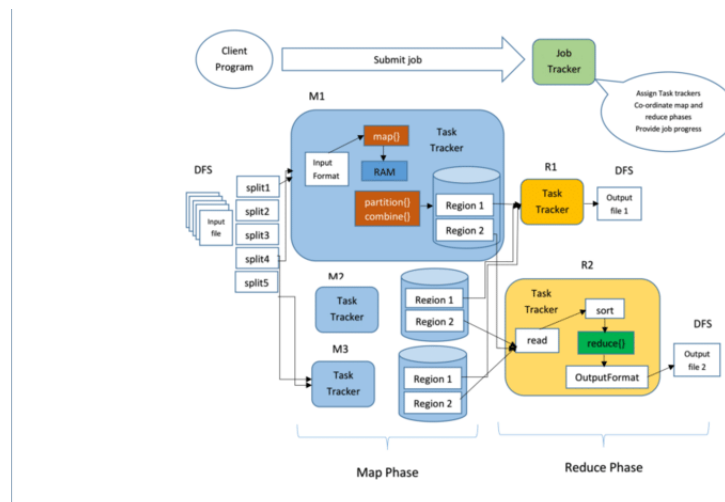 Client
Program
Submit job
Job
Tracker
Assign Task trackers
Co-ordinate map and
reduce phases
Provide job progress
M1
map{}
Task
Tracker
Input
Format
RAM
partition{}
combine{}
Region 1
Region 2
DFS
Input
file
split1
split2
split3
split4
split5
R1
Task
Tracker
DFS
Output
file 1
M2
Task
Tracker
Region 1
Region 2
M3
Task
Tracker
Region 1
Region 2
R2
Task
Tracker
sort
read
reduce{}
OutputFormat
DFS
Output
file 2
Map Phase
Reduce Phase